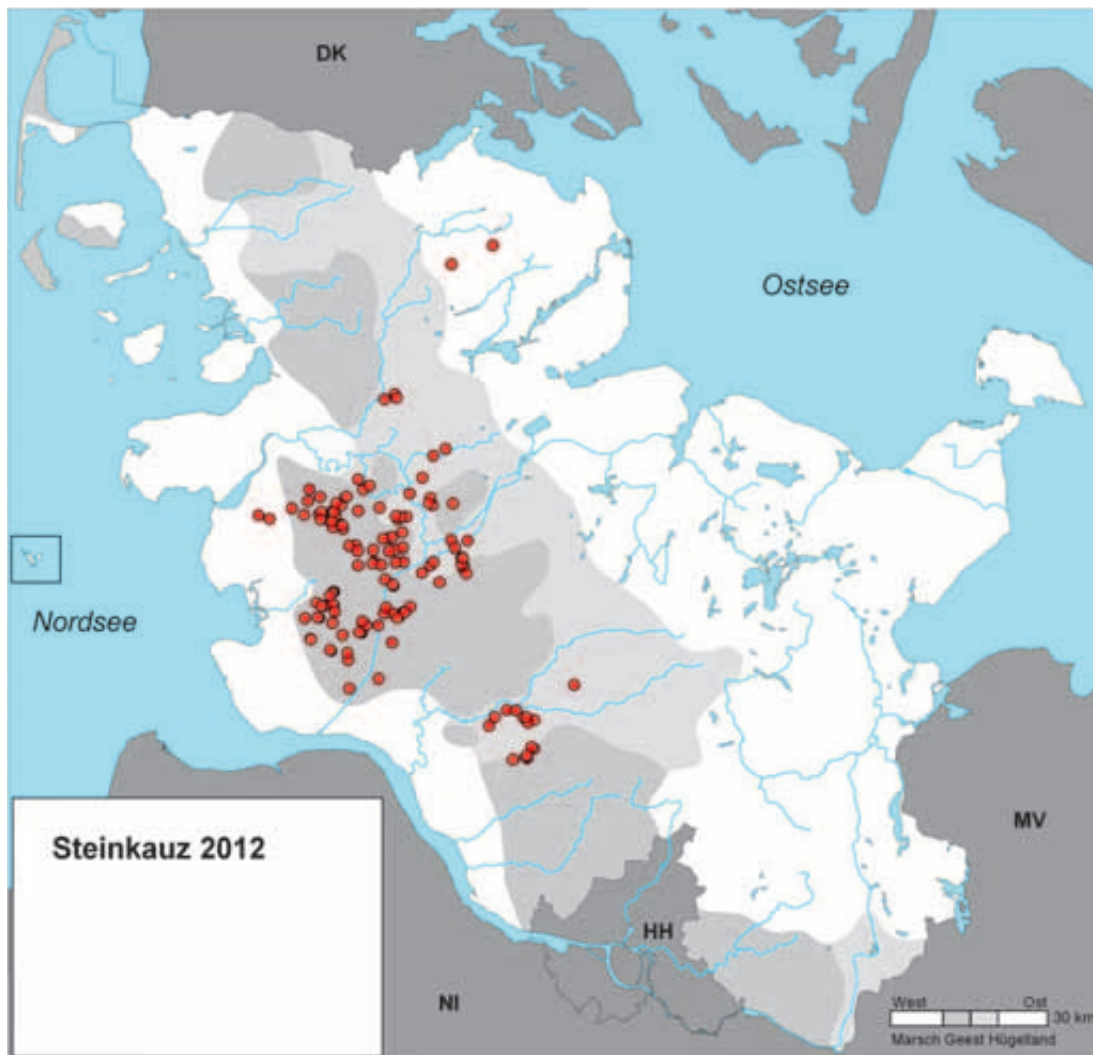 DK
Ostsee
Nordsee
Steinkauz 2012
MV
HH
NI
West Ost
30 km
Marsch Geest Hügelland